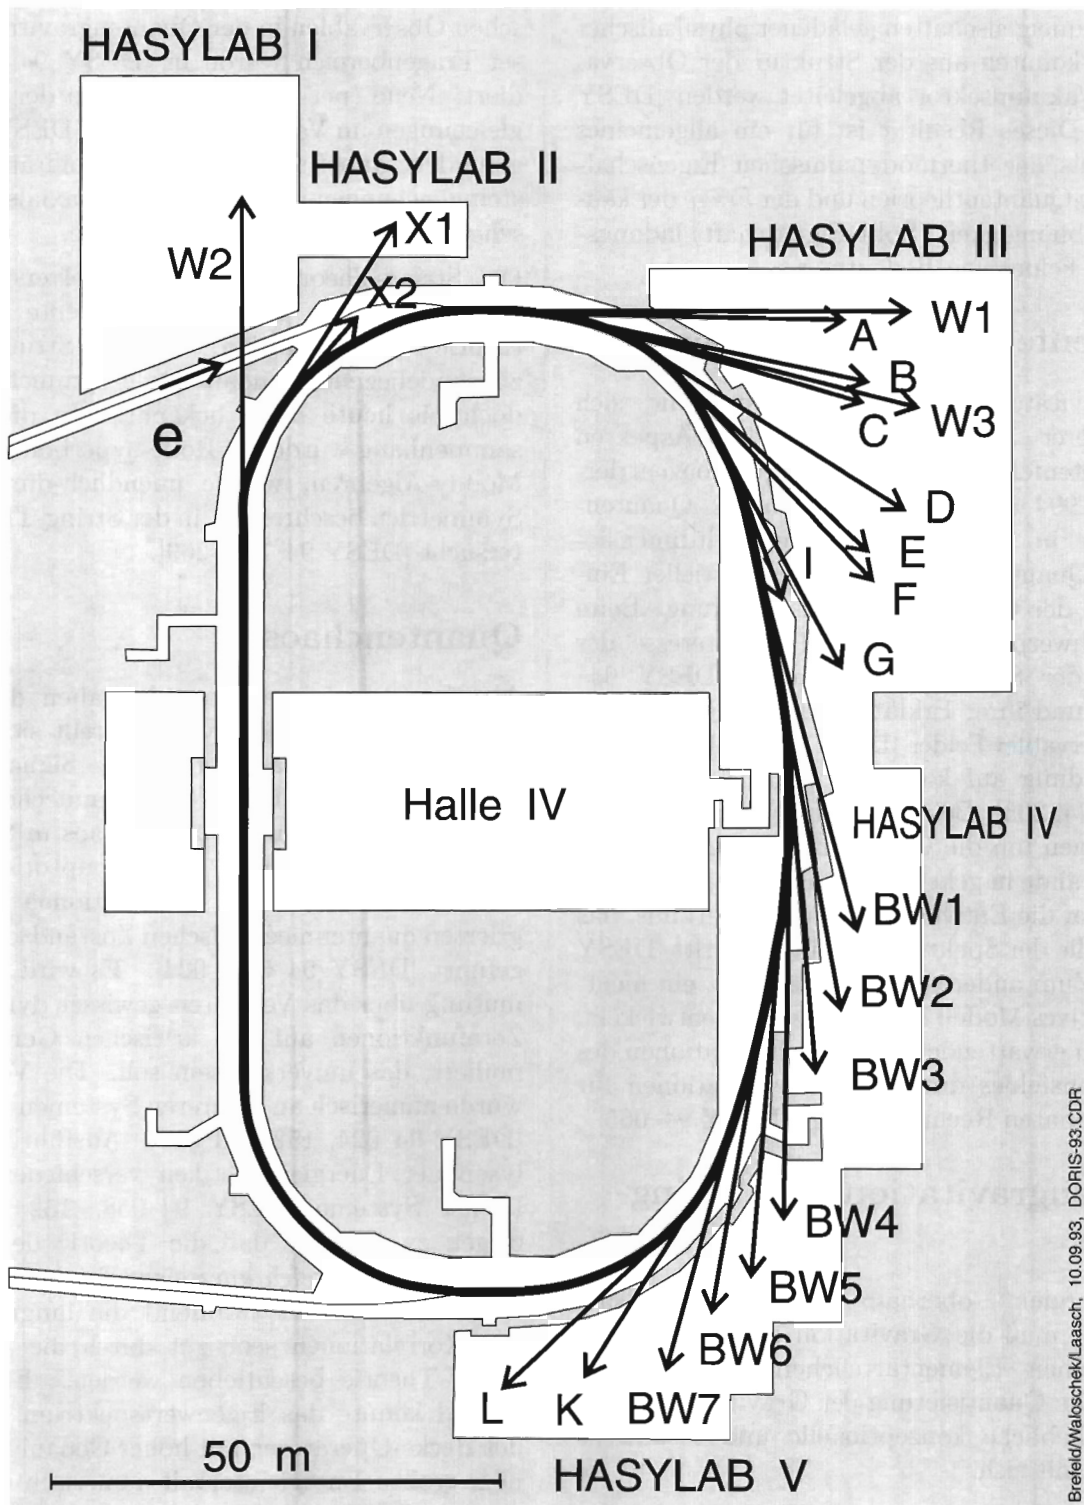 HASYLAB I
HASYLAB II
X1
W2
HASYLAB III
X2
W1
A
B
C
W3
e
D
E
I
F
G
Halle IV
HASYLAB IV
BW1
BW2
BW3
BW4
BW5
BW6
L
K
BW7
50 m
HASYLAB V
Brefeld/Waloschek/Laasch, 10.09.93, DORIS-93.CDR